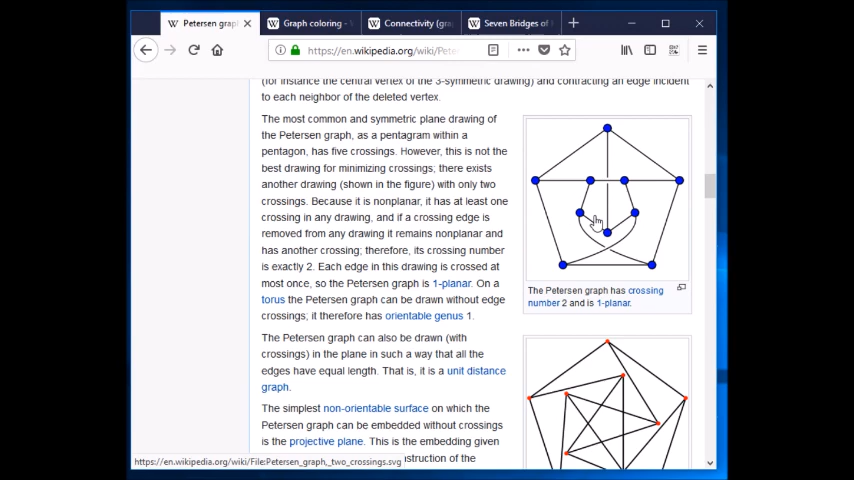 Petersen grap
Graph coloring - W
Connectivity (gra
Seven Bridges of
https://en.wikipedia.org/wiki/Pete
(for instance the central vertex of the 3-symmetric drawing) and contracting an edge incident
to each neighbor of the deleted vertex.
The most common and symmetric plane drawing of
the Petersen graph, as a pentagram within a
pentagon, has five crossings. However, this is not the
best drawing for minimizing crossings; there exists
another drawing (shown in the figure) with only two
crossings. Because it is nonplanar, it has at least one
crossing in any drawing, and if a crossing edge is
removed from any drawing it remains nonplanar and
has another crossing; therefore, its crossing number
is exactly 2. Each edge in this drawing is crossed at
most once, so the Petersen graph is 1-planar. On a
torus the Petersen graph can be drawn without edge
crossings; it therefore has orientable genus 1.
The Petersen graph has crossing
number 2 and is 1-planar.
The Petersen graph can also be drawn (with
crossings) in the plane in such a way that all the
edges have equal length. That is, it is a unit distance
graph.
The simplest non-orientable surface on which the
Petersen graph can be embedded without crossings
is the projective plane. This is the embedding given
struction of the
https://en.wikipedia.org/wiki/File:Petersen_graph,_two_crossings.svg